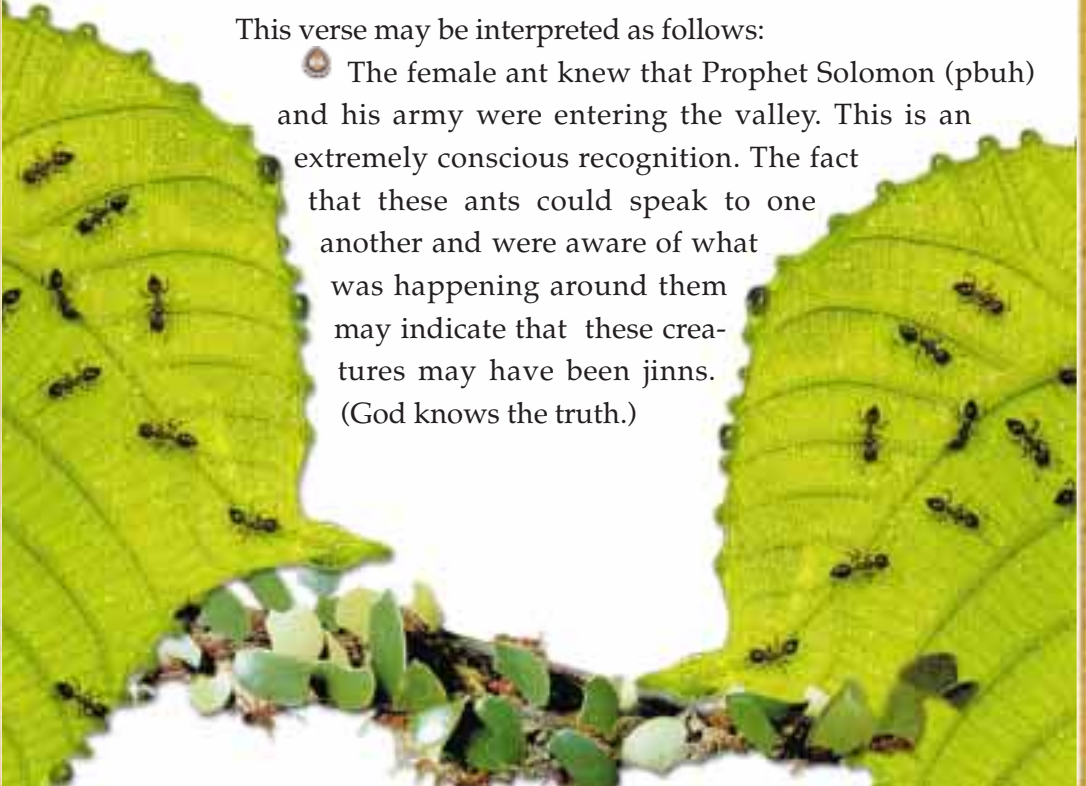 This verse may be interpreted as follows:
The female ant knew that Prophet Solomon (pbuh)
and his army were entering the valley. This is an
extremely conscious recognition. The fact
that these ants could speak to one
another and were aware of what
was happening around them
may indicate that these crea-
tures may have been jinns.
(God knows the truth.)